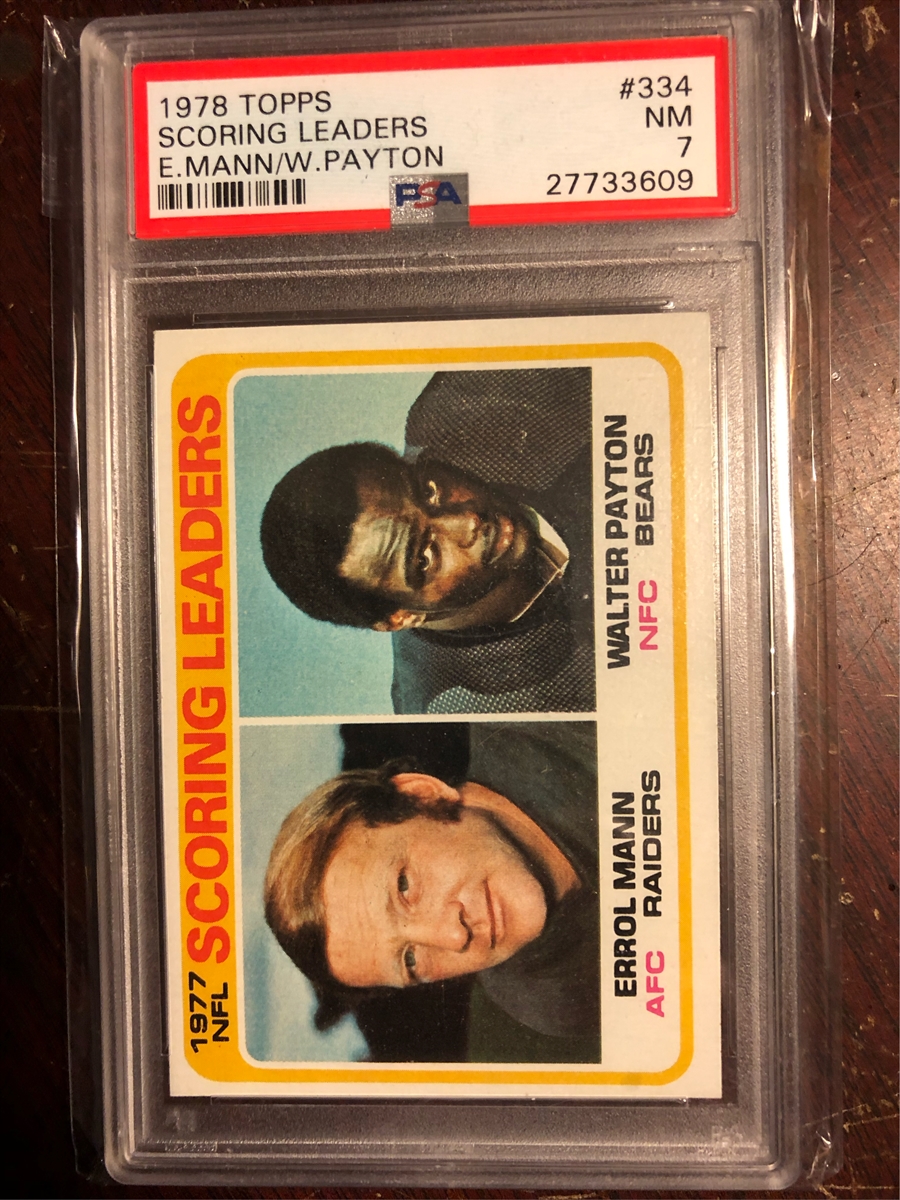 1978 TOPPS
#334
SCORING LEADERS
NM
E.MANN/W.PAYTON
7
PSA
27733609
1977
NFL
SCORING LEADERS
ERROL MANN
AFC RAIDERS
WALTER PAYTON
NFC BEARS